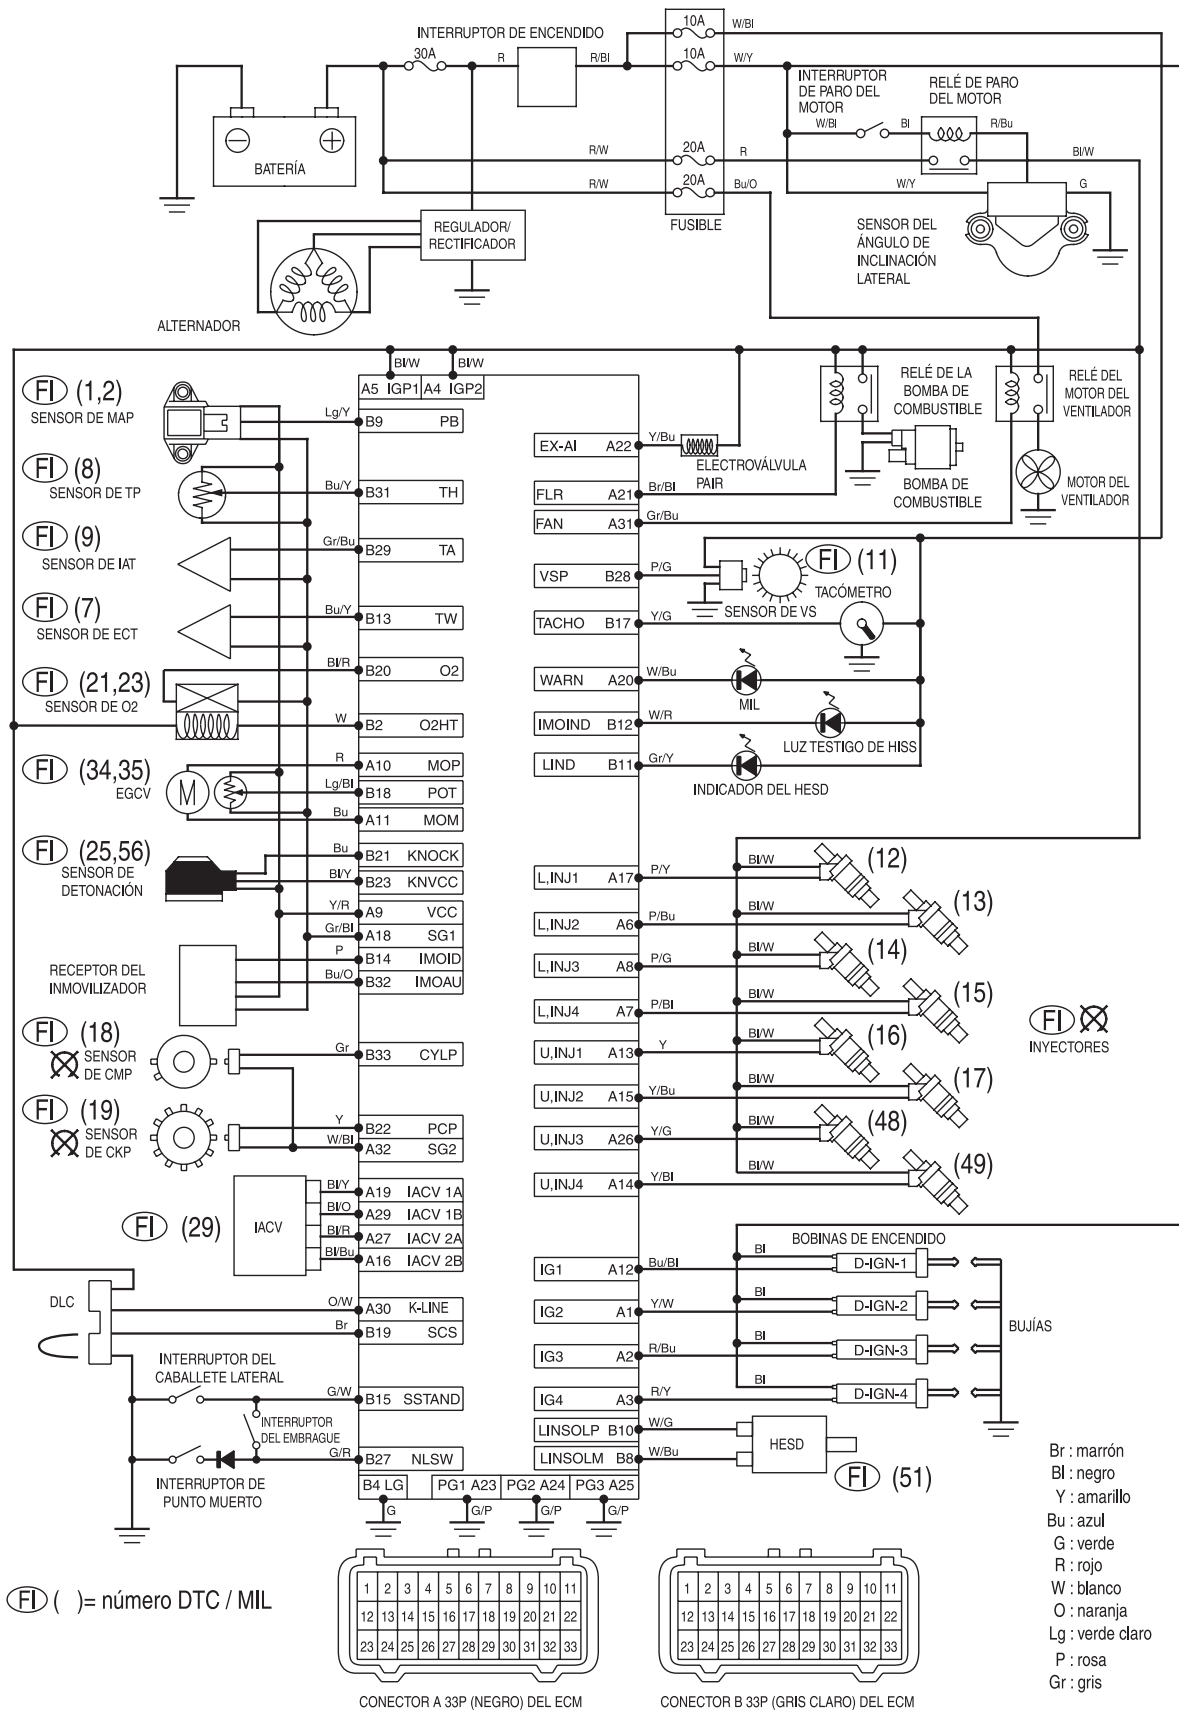 INTERRUPTOR DE ENCENDIDO
10A
W/Bl
30A
R
R/Bl
10A
W/Y
INTERRUPTOR
DE PARO DEL
MOTOR
RELÉ DE PARO
DEL MOTOR
W/Bl
Bl
R/Bu
BATERÍA
R/W
20A
R
Bl/W
R/W
20A
Bu/O
W/Y
G
FUSIBLE
REGULADOR/
RECTIFICADOR
SENSOR DEL
ÁNGULO DE
INCLINACIÓN
LATERAL
ALTERNADOR
Bl/W
Bl/W
A5 IGP1
A4 IGP2
FI (1,2)
SENSOR DE MAP
Lg/Y
B9 PB
FI (8)
SENSOR DE TP
Bu/Y
B31 TH
FI (9)
SENSOR DE IAT
Gr/Bu
B29 TA
FI (7)
SENSOR DE ECT
Bu/Y
B13 TW
FI (21,23)
SENSOR DE O2
Bl/R
B20 O2
W
B2 O2HT
FI (34,35)
EGCV
M
R
A10 MOP
Lg/Bl
B18 POT
Bu
A11 MOM
FI (25,56)
SENSOR DE
DETONACIÓN
Bu
B21 KNOCK
Bl/Y
B23 KNVCC
Y/R
A9 VCC
Gr/Bl
A18 SG1
RECEPTOR DEL
INMOVILIZADOR
P
B14 IMOID
Bu/O
B32 IMOAU
FI (18)
SENSOR
DE CMP
Gr
B33 CYLP
FI (19)
SENSOR
DE CKP
Y
B22 PCP
W/Bl
A32 SG2
FI (29)
IACV
Bl/Y
A19 IACV 1A
Bl/O
A29 IACV 1B
Bl/R
A27 IACV 2A
Bl/Bu
A16 IACV 2B
DLC
O/W
A30 K-LINE
Br
B19 SCS
INTERRUPTOR DEL
CABALLETE LATERAL
G/W
B15 SSTAND
INTERRUPTOR
DEL EMBRAGUE
G/R
B27 NLSW
INTERRUPTOR DE
PUNTO MUERTO
B4 LG
PG1 A23
PG2 A24
PG3 A25
G
G/P
G/P
G/P
RELÉ DE LA
BOMBA DE
COMBUSTIBLE
RELÉ DEL
MOTOR DEL
VENTILADOR
EX-AI A22
Y/Bu
ELECTROVÁLVULA
PAIR
BOMBA DE
COMBUSTIBLE
MOTOR DEL
VENTILADOR
FLR A21
Br/Bl
FAN A31
Gr/Bu
VSP B28
P/G
SENSOR DE VS
FI (11)
TACÓMETRO
TACHO B17
Y/G
WARN A20
W/Bu
MIL
IMOIND B12
W/R
LUZ TESTIGO DE HISS
LIND B11
Gr/Y
INDICADOR DEL HESD
L,INJ1 A17
P/Y
Bl/W
(12)
L,INJ2 A6
P/Bu
Bl/W
(13)
L,INJ3 A8
P/G
Bl/W
(14)
L,INJ4 A7
P/Bl
Bl/W
(15)
U,INJ1 A13
Y
Bl/W
(16)
U,INJ2 A15
Y/Bu
Bl/W
(17)
U,INJ3 A26
Y/G
Bl/W
(48)
U,INJ4 A14
Y/Bl
Bl/W
(49)
FI
INYECTORES
BOBINAS DE ENCENDIDO
IG1 A12
Bu/Bl
Bl
D-IGN-1
IG2 A1
Y/W
Bl
D-IGN-2
IG3 A2
R/Bu
Bl
D-IGN-3
IG4 A3
R/Y
Bl
D-IGN-4
BUJÍAS
LINSOLP B10
W/G
LINSOLM B8
W/Bu
HESD
FI (51)
Br : marrón
Bl : negro
Y : amarillo
Bu : azul
G : verde
R : rojo
W : blanco
O : naranja
Lg : verde claro
P : rosa
Gr : gris
FI ( )= número DTC / MIL
1 2 3 4 5 6 7 8 9 10 11
12 13 14 15 16 17 18 19 20 21 22
23 24 25 26 27 28 29 30 31 32 33
CONECTOR A 33P (NEGRO) DEL ECM
1 2 3 4 5 6 7 8 9 10 11
12 13 14 15 16 17 18 19 20 21 22
23 24 25 26 27 28 29 30 31 32 33
CONECTOR B 33P (GRIS CLARO) DEL ECM